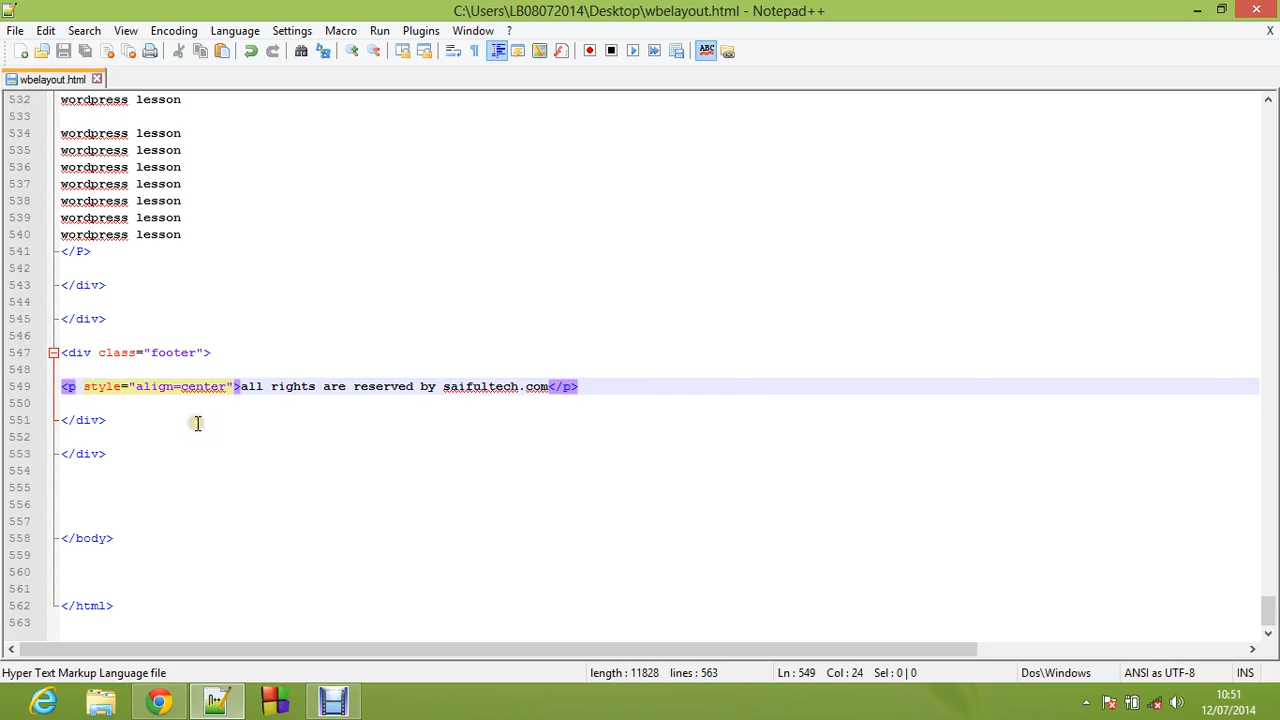 C:\Users\LB08072014\Desktop\wbelayout.html - Notepad++
File Edit Search View Encoding Language Settings Macro Run Plugins Window ? X
ABC
wbelayout.html
532 wordpress lesson
533
534 wordpress lesson
535 wordpress lesson
536 wordpress lesson
537 wordpress lesson
538 wordpress lesson
539 wordpress lesson
540 wordpress lesson
541 </P>
542
543 </div>
544
545 </div>
546
547 <div class="footer">
548
549 <p style="align=center">all rights are reserved by saifultech.com</p>
550
551 </div>
552
553 </div>
554
555
556
557
558 </body>
559
560
561
562 </html>
563
Hyper Text Markup Language file length : 11828 lines : 563 Ln : 549 Col : 24 Sel : 0 | 0 Dos\Windows ANSI as UTF-8 INS
10:51
12/07/2014